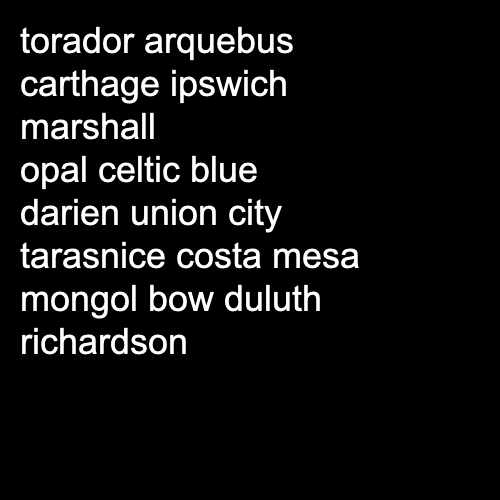 torador arquebus
carthage ipswich
marshall
opal celtic blue
darien union city
tarasnice costa mesa
mongol bow duluth
richardson